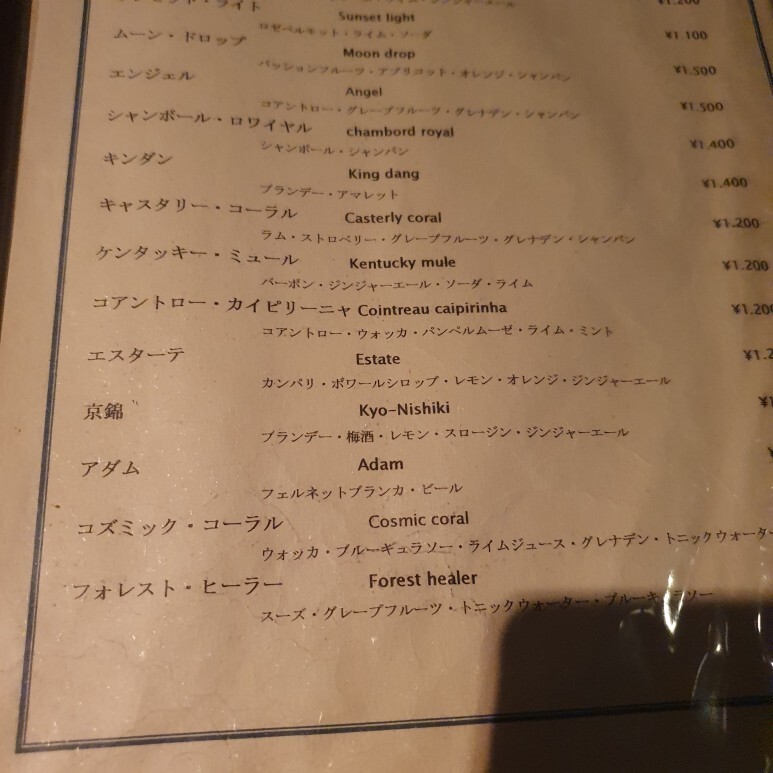 ライト Sunset light ¥1.200
ロゼベルモット・ライム・ソーダ
ムーン・ドロップ Moon drop ¥1.100
パッションフルーツ・アプリコット・オレンジ・シャンパン
エンジェル Angel ¥1.500
コアントロー・グレープフルーツ・グレナデン・シャンパン
シャンボール・ロワイヤル chambord royal ¥1.500
シャンボール・シャンパン
キンダン King dang ¥1.400
ブランデー・アマレット
キャスタリー・コーラル Casterly coral ¥1.400
ラム・ストロベリー・グレープフルーツ・グレナデン・シャンパン
ケンタッキー・ミュール Kentucky mule ¥1.200
バーボン・ジンジャーエール・ソーダ・ライム
コアントロー・カイピリーニャ Cointreau caipirinha ¥1.200
コアントロー・ウォッカ・パンペルムーゼ・ライム・ミント
エスターテ Estate ¥1.200
カンパリ・ポワールシロップ・レモン・オレンジ・ジンジャーエール
京錦 Kyo-Nishiki
ブランデー・梅酒・レモン・スロージン・ジンジャーエール
アダム Adam
フェルネットブランカ・ビール
コズミック・コーラル Cosmic coral
ウォッカ・ブルーキュラソー・ライムジュース・グレナデン・トニックウォーター
フォレスト・ヒーラー Forest healer
スーズ・グレープフルーツ・トニックウォーター・ブルーキュラソー